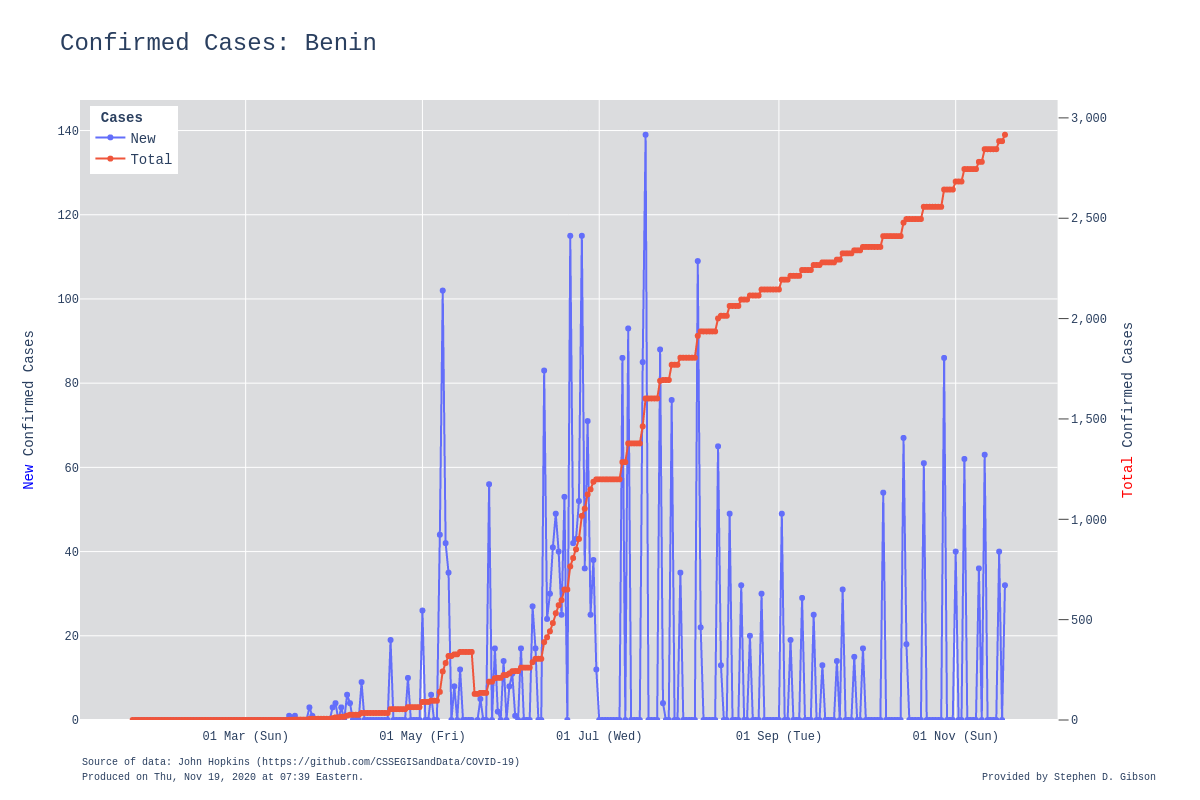 Confirmed Cases: Benin
Cases
New
Total
140
120
100
80
60
40
20
0
3,000
2,500
2,000
1,500
1,000
500
0
New Confirmed Cases
Total Confirmed Cases
01 Mar (Sun)
01 May (Fri)
01 Jul (Wed)
01 Sep (Tue)
01 Nov (Sun)
Source of data: John Hopkins (https://github.com/CSSEGISandData/COVID-19)
Produced on Thu, Nov 19, 2020 at 07:39 Eastern.
Provided by Stephen D. Gibson